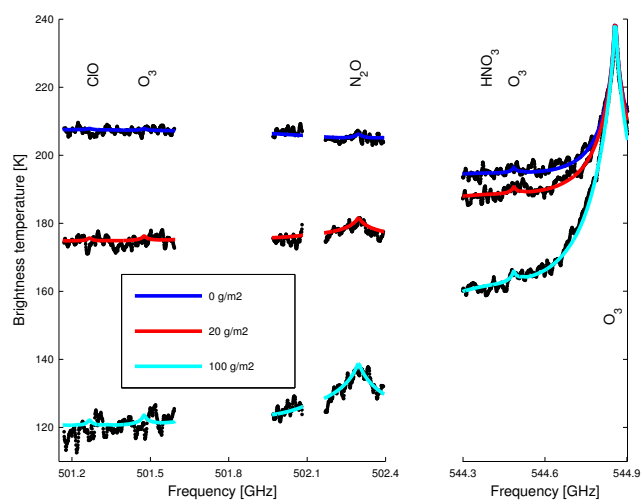 240
220
200
180
160
140
120
Brightness temperature [K]
ClO
O3
N2O
HNO3
O3
O3
0 g/m2
20 g/m2
100 g/m2
501.2 501.5 501.8 502.1 502.4
544.3 544.6 544.9
Frequency [GHz] Frequency [GHz]